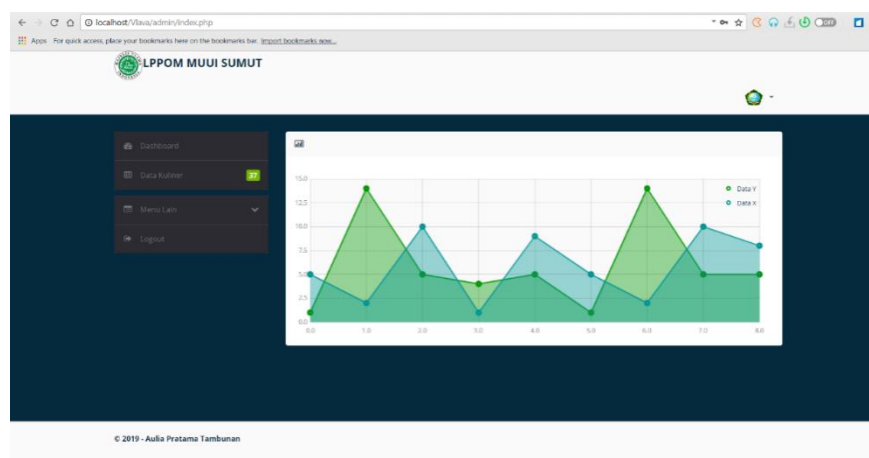 localhost/Vlava/admin/index.php
OFF
Apps For quick access, place your bookmarks here on the bookmarks bar. Import bookmarks now...
LPPOM MUUI SUMUT
Dashboard
Data Kuliner 37
Menu Lain
Logout
15.0
12.5
10.0
7.5
5.0
2.5
0.0
0.0 1.0 2.0 3.0 4.0 5.0 6.0 7.0 8.0
Data Y
Data X
© 2019 - Aulia Pratama Tambunan